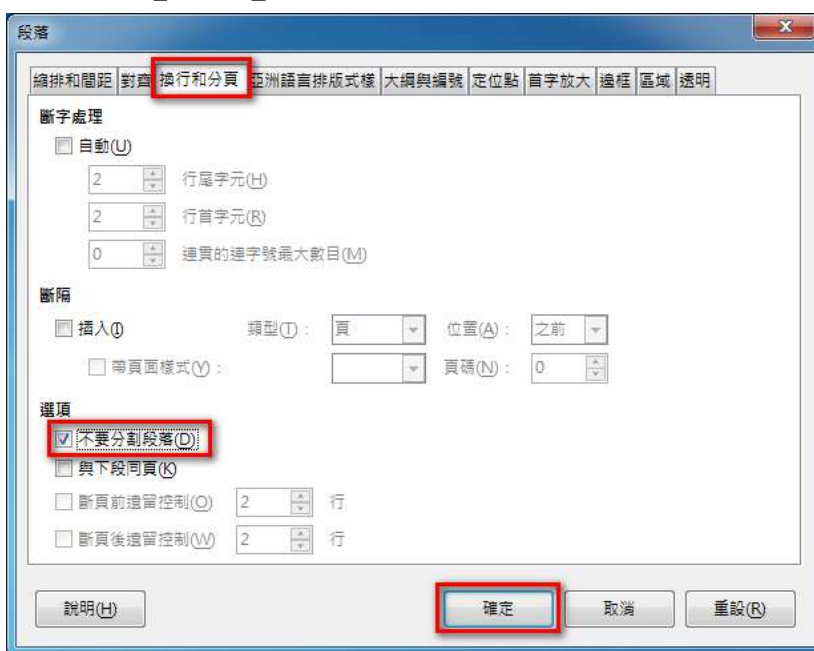 段落
縮排和間距 對齊 換行和分頁 亞洲語言排版式樣 大綱與編號 定位點 首字放大 邊框 區域 透明
斷字處理
自動(U)
2 行尾字元(H)
2 行首字元(R)
0 連貫的連字號最大數目(M)
斷隔
插入(I) 類型(T): 頁 位置(A): 之前
帶頁面樣式(Y): 頁碼(N): 0
選項
不要分割段落(D)
與下段同頁(K)
斷頁前遺留控制(O) 2 行
斷頁後遺留控制(W) 2 行
說明(H) 確定 取消 重設(R)